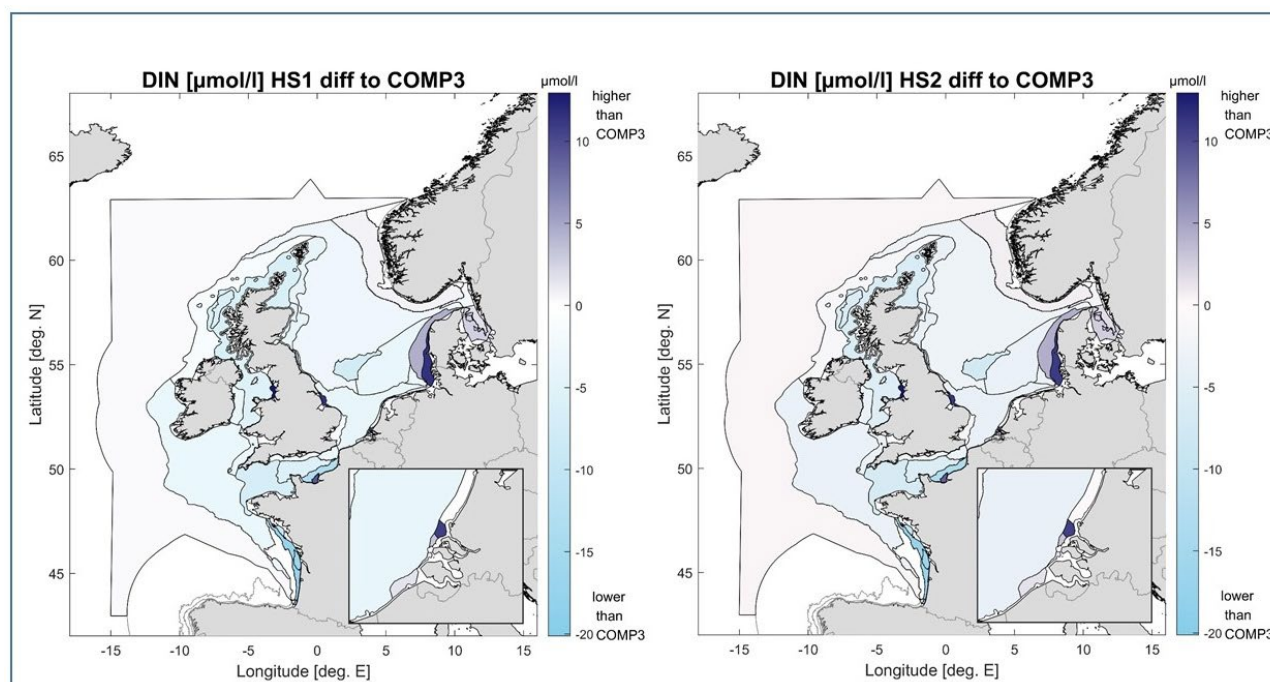 DIN [µmol/l] HS1 diff to COMP3
µmol/l
higher
than
COMP3
10
5
0
-5
-10
-15
lower
than
-20 COMP3
65
60
55
50
45
Latitude [deg. N]
-15 -10 -5 0 5 10 15
Longitude [deg. E]
DIN [µmol/l] HS2 diff to COMP3
µmol/l
higher
than
COMP3
10
5
0
-5
-10
-15
lower
than
-20 COMP3
65
60
55
50
45
Latitude [deg. N]
-15 -10 -5 0 5 10 15
Longitude [deg. E]